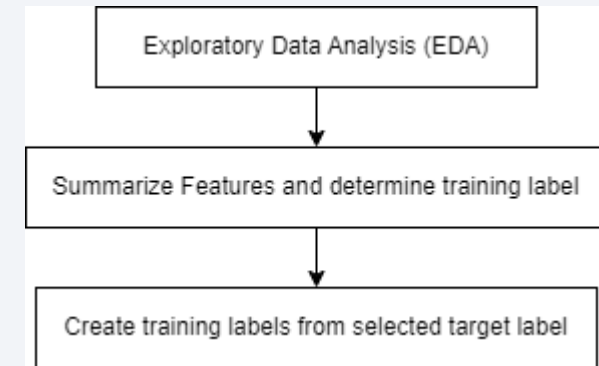 Exploratory Data Analysis (EDA)
Summarize Features and determine training label
Create training labels from selected target label